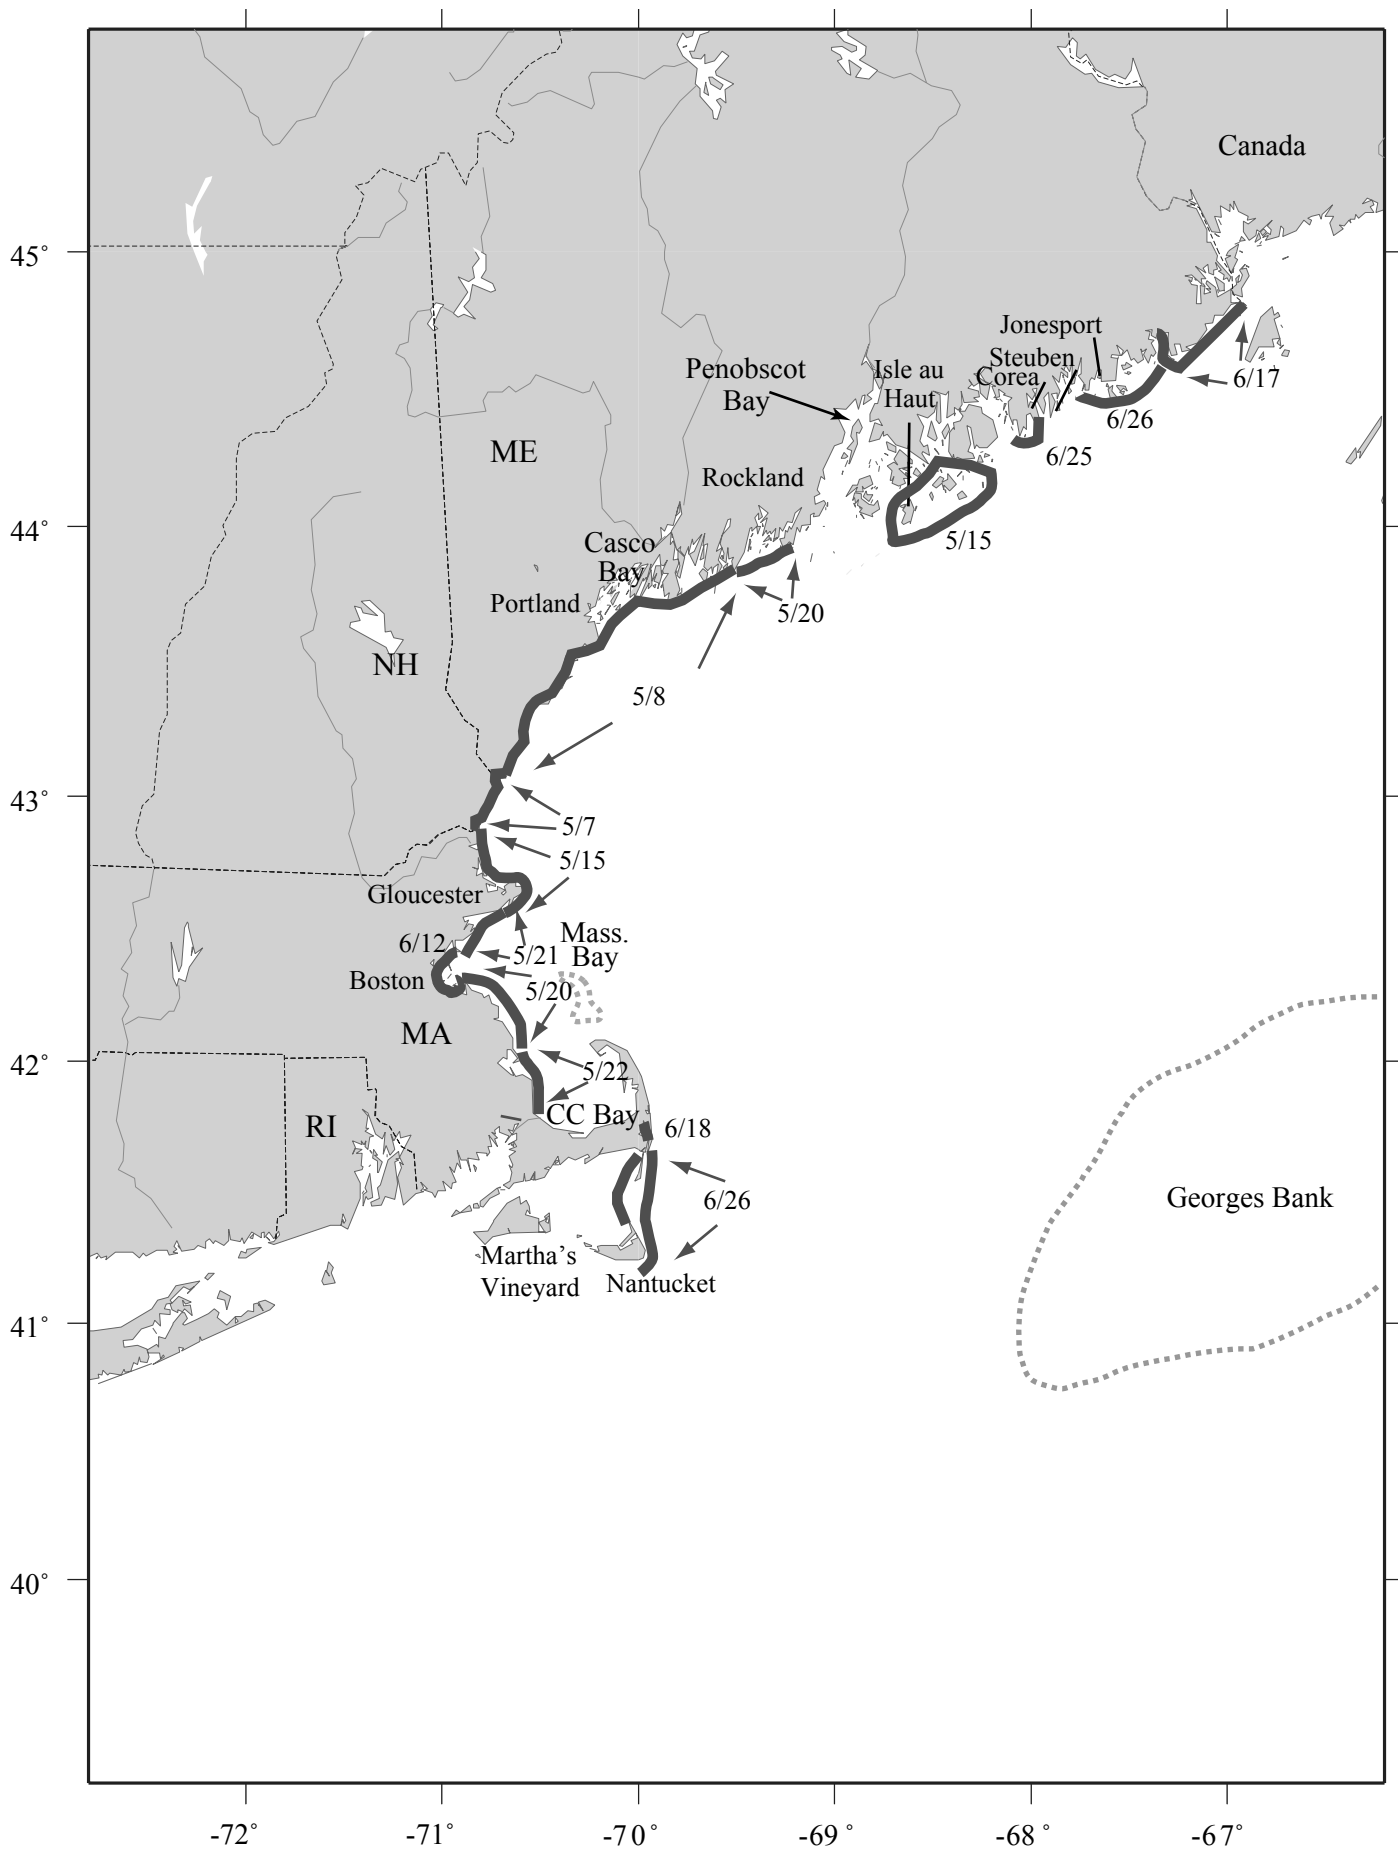 Canada
45°
Jonesport
Steuben
Corea
Penobscot
Bay
Isle au
Haut
6/17
6/26
ME
6/25
Rockland
44°
5/15
Casco
Bay
Portland
5/20
NH
5/8
43°
5/7
5/15
Gloucester
6/12
5/21
Mass.
Bay
Boston
5/20
MA
42°
5/22
CC Bay
RI
6/18
6/26
Georges Bank
Martha's
Vineyard
Nantucket
41°
40°
-72°
-71°
-70°
-69°
-68°
-67°